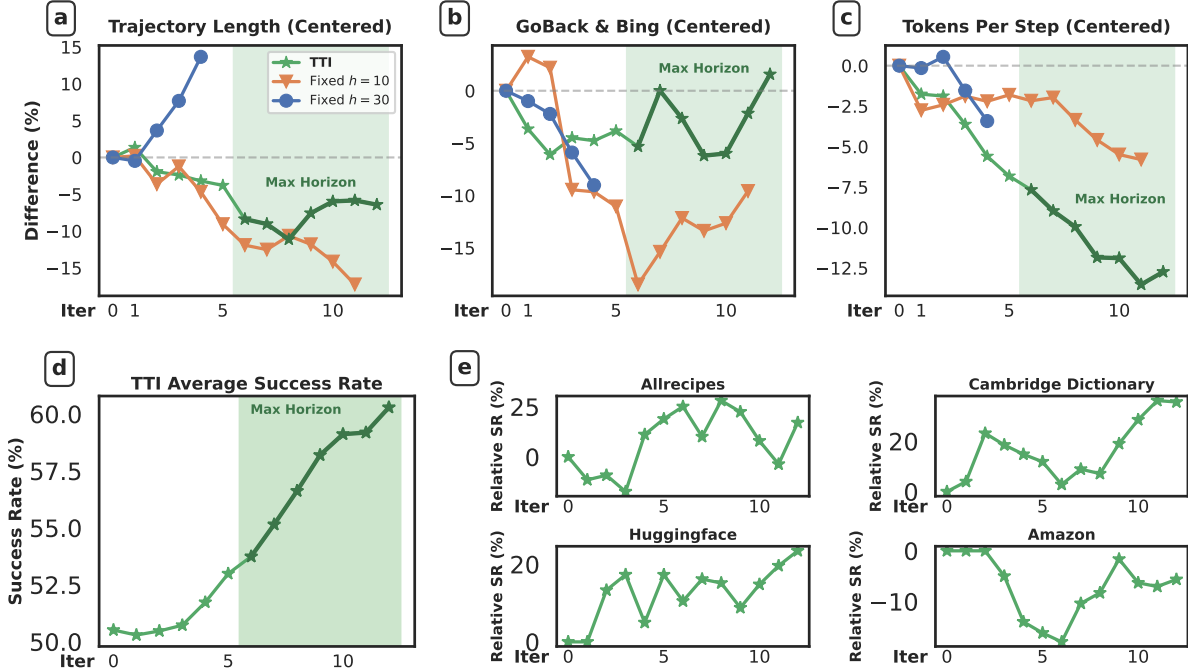 a
Trajectory Length (Centered)
Difference (%)
15
10
5
0
−5
−10
−15
TTI
Fixed h = 10
Fixed h = 30
Max Horizon
Iter
0 1 5 10
b
GoBack & Bing (Centered)
0
−5
−10
−15
Max Horizon
Iter
0 1 5 10
c
Tokens Per Step (Centered)
0.0
−2.5
−5.0
−7.5
−10.0
−12.5
Max Horizon
Iter
0 1 5 10
d
TTI Average Success Rate
Success Rate (%)
60.0
57.5
55.0
52.5
50.0
Max Horizon
Iter
0 5 10
e
Allrecipes
Relative SR (%)
25
0
Iter
0 5 10
Cambridge Dictionary
Relative SR (%)
20
0
Iter
0 5 10
Huggingface
Relative SR (%)
20
0
Iter
0 5 10
Amazon
Relative SR (%)
0
−10
Iter
0 5 10